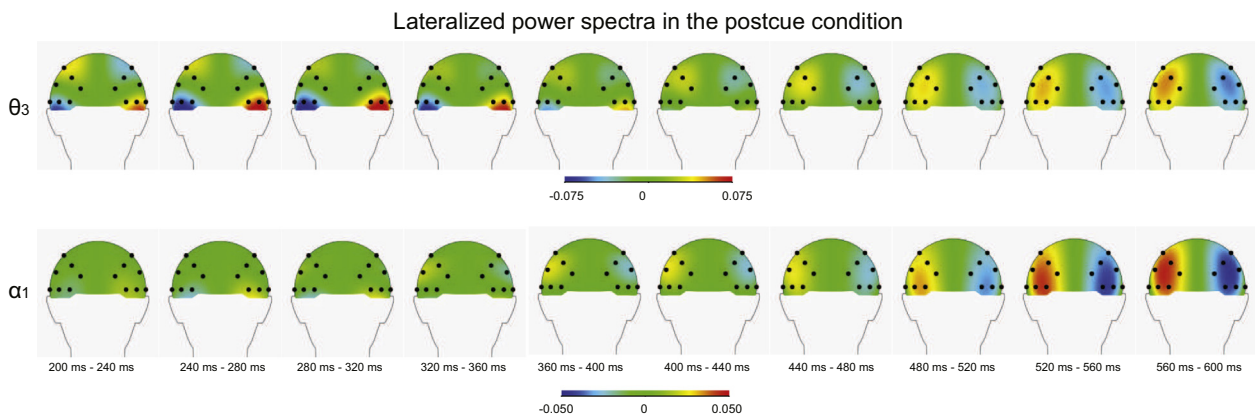 Lateralized power spectra in the postcue condition
θ3
-0.075 0 0.075
α1
200 ms - 240 ms 240 ms - 280 ms 280 ms - 320 ms 320 ms - 360 ms 360 ms - 400 ms 400 ms - 440 ms 440 ms - 480 ms 480 ms - 520 ms 520 ms - 560 ms 560 ms - 600 ms
-0.050 0 0.050